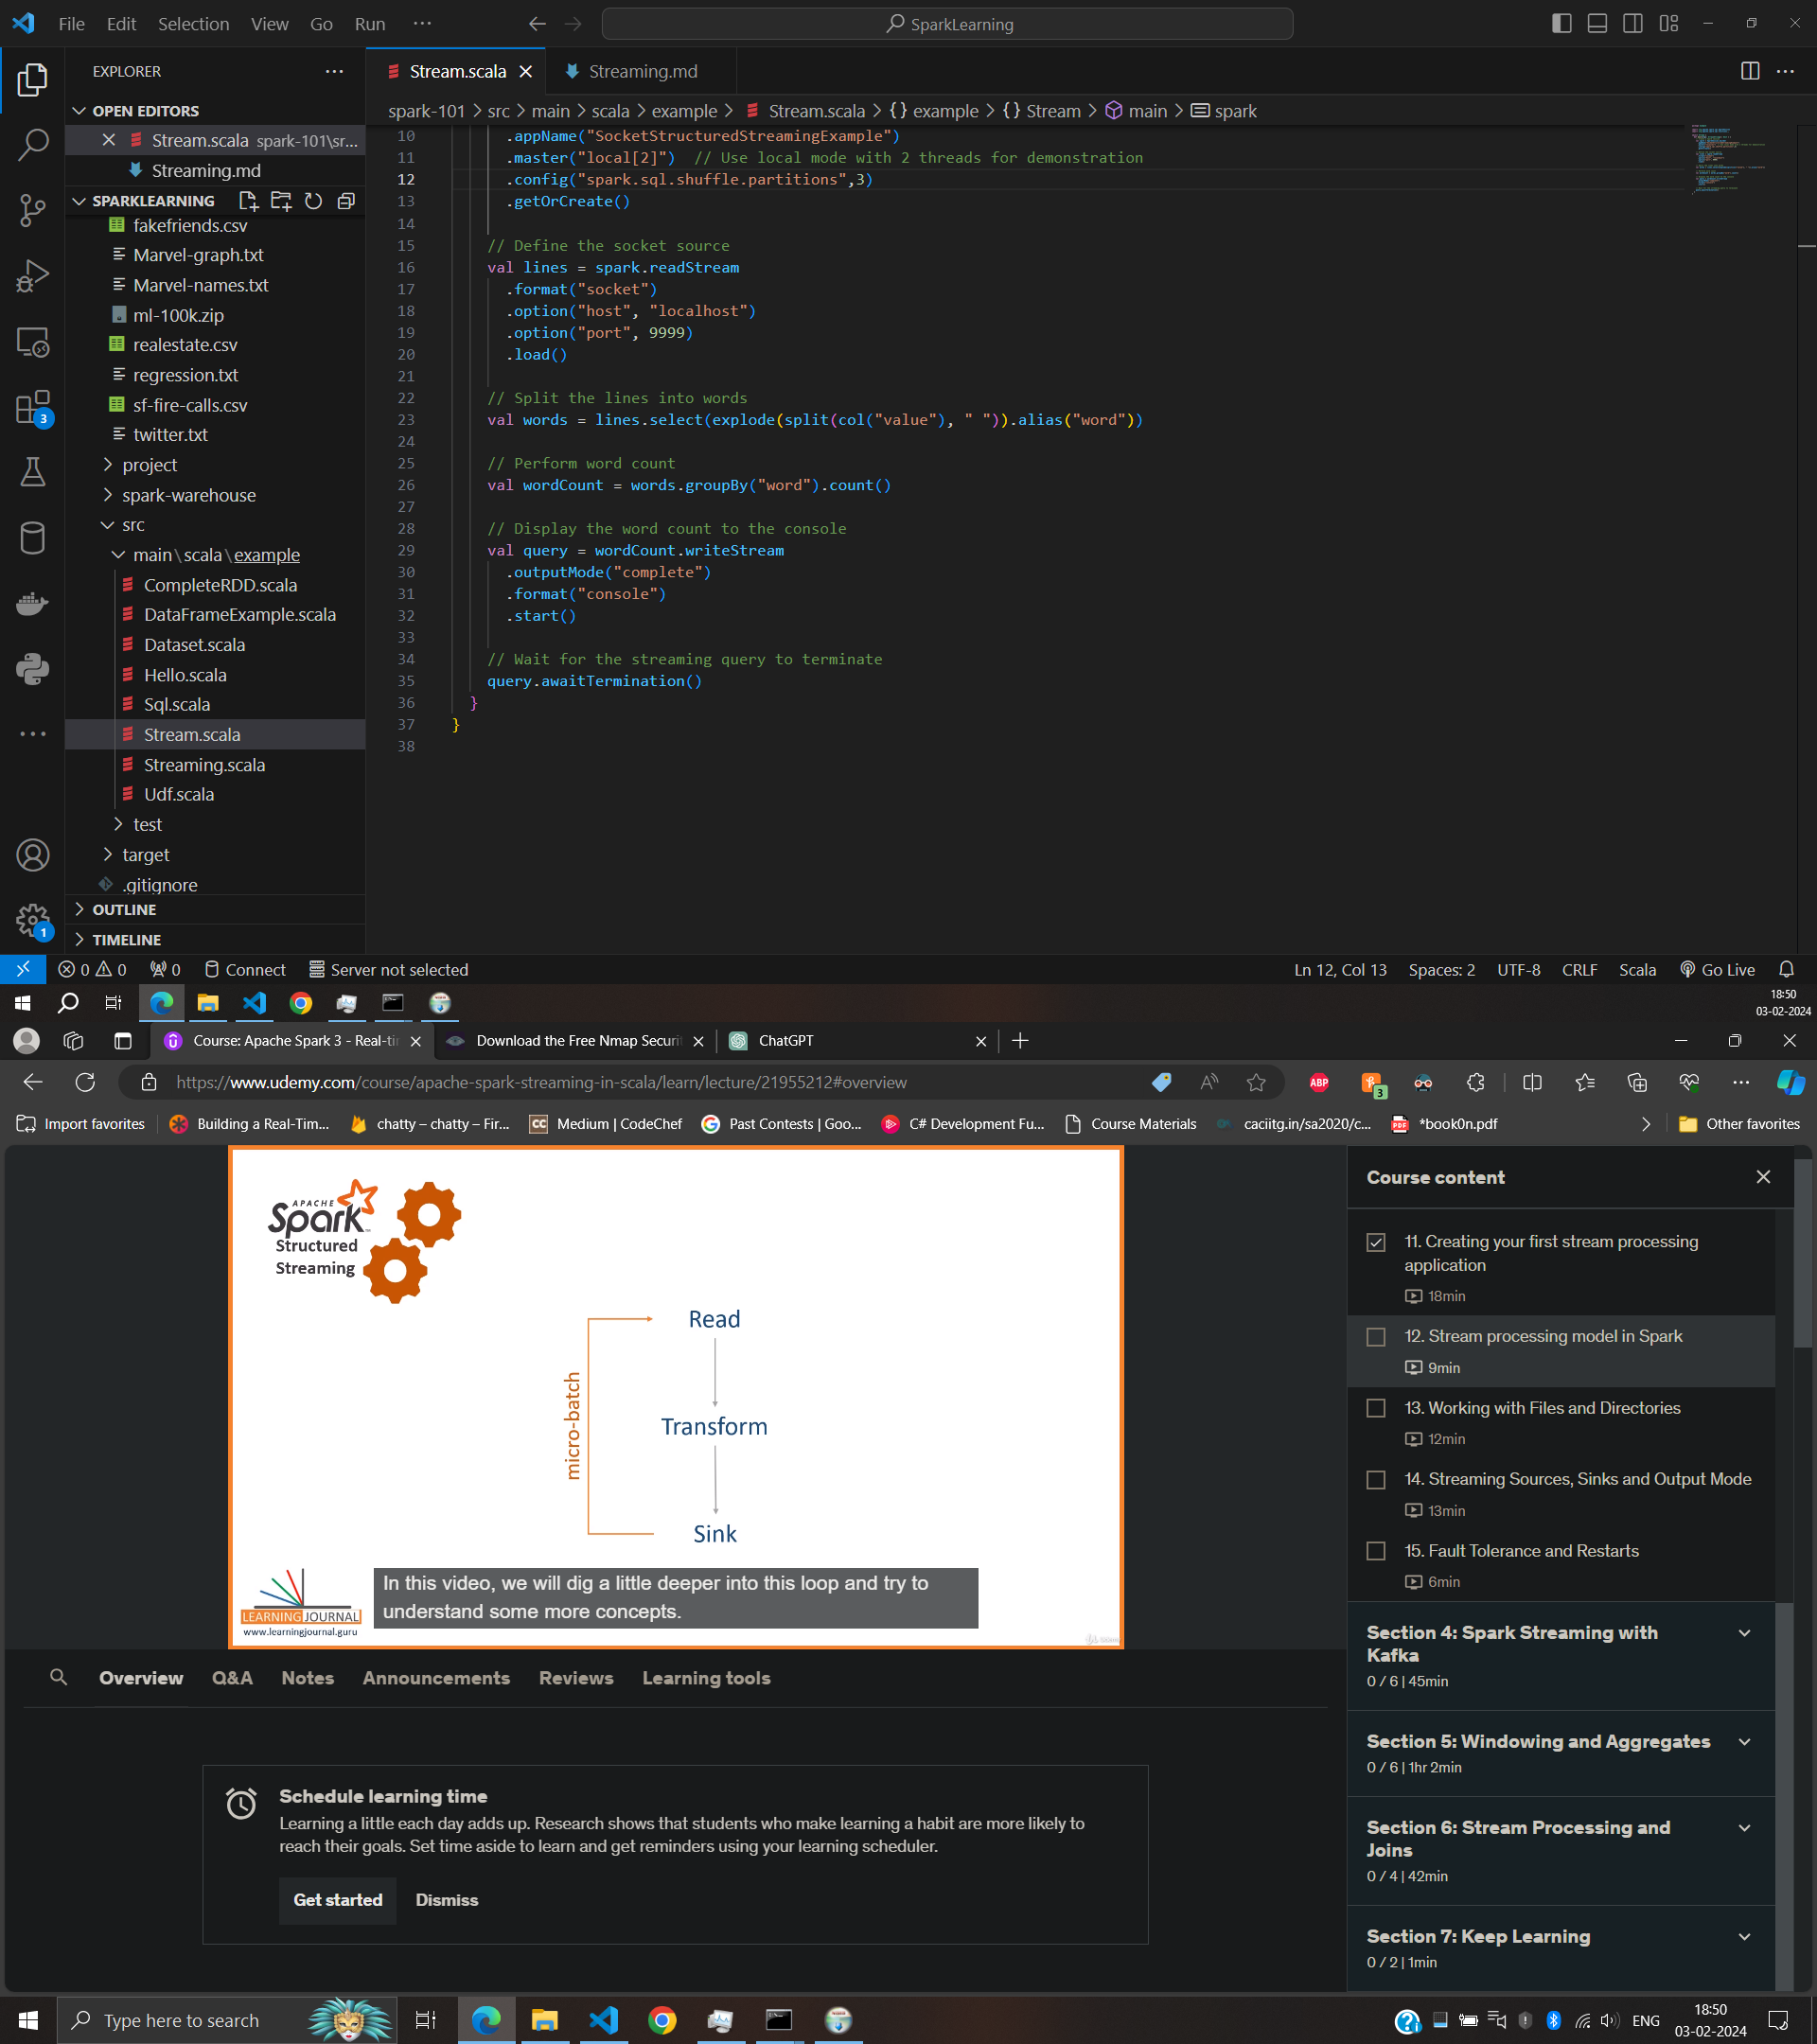 File Edit Selection View Go Run ···
SparkLearning
EXPLORER
Stream.scala
Streaming.md
OPEN EDITORS
Stream.scala spark-101\sr...
Streaming.md
SPARKLEARNING
fakefriends.csv
Marvel-graph.txt
Marvel-names.txt
ml-100k.zip
realestate.csv
regression.txt
sf-fire-calls.csv
twitter.txt
project
spark-warehouse
src
main\scala\example
CompleteRDD.scala
DataFrameExample.scala
Dataset.scala
Hello.scala
Sql.scala
Stream.scala
Streaming.scala
Udf.scala
test
target
.gitignore
OUTLINE
TIMELINE
3
1
spark-101 > src > main > scala > example > Stream.scala > {} example > {} Stream > main > spark
10 .appName("SocketStructuredStreamingExample")
11 .master("local[2]") // Use local mode with 2 threads for demonstration
12 .config("spark.sql.shuffle.partitions",3)
13 .getOrCreate()
14
15 // Define the socket source
16 val lines = spark.readStream
17 .format("socket")
18 .option("host", "localhost")
19 .option("port", 9999)
20 .load()
21
22 // Split the lines into words
23 val words = lines.select(explode(split(col("value"), " ")).alias("word"))
24
25 // Perform word count
26 val wordCount = words.groupBy("word").count()
27
28 // Display the word count to the console
29 val query = wordCount.writeStream
30 .outputMode("complete")
31 .format("console")
32 .start()
33
34 // Wait for the streaming query to terminate
35 query.awaitTermination()
36 }
37 }
38
0 0 0 Connect Server not selected
Ln 12, Col 13 Spaces: 2 UTF-8 CRLF Scala Go Live
18:50
03-02-2024
Course: Apache Spark 3 - Real-tir
Download the Free Nmap Securit
ChatGPT
https://www.udemy.com/course/apache-spark-streaming-in-scala/learn/lecture/21955212#overview
ABP
3
Import favorites Building a Real-Tim... chatty – chatty – Fir... CC Medium | CodeChef Past Contests | Goo... C# Development Fu... Course Materials caciitg.in/sa2020/c... PDF *book0n.pdf Other favorites
APACHE
Spark
Structured
Streaming
Read
Transform
Sink
micro-batch
LEARNING JOURNAL
www.learningjournal.guru
In this video, we will dig a little deeper into this loop and try to
understand some more concepts.
Udemy
Course content
11. Creating your first stream processing
application
18min
12. Stream processing model in Spark
9min
13. Working with Files and Directories
12min
14. Streaming Sources, Sinks and Output Mode
13min
15. Fault Tolerance and Restarts
6min
Section 4: Spark Streaming with
Kafka
0 / 6 | 45min
Section 5: Windowing and Aggregates
0 / 6 | 1hr 2min
Section 6: Stream Processing and
Joins
0 / 4 | 42min
Section 7: Keep Learning
0 / 2 | 1min
Overview Q&A Notes Announcements Reviews Learning tools
Schedule learning time
Learning a little each day adds up. Research shows that students who make learning a habit are more likely to
reach their goals. Set time aside to learn and get reminders using your learning scheduler.
Get started Dismiss
Type here to search
ENG
18:50
03-02-2024